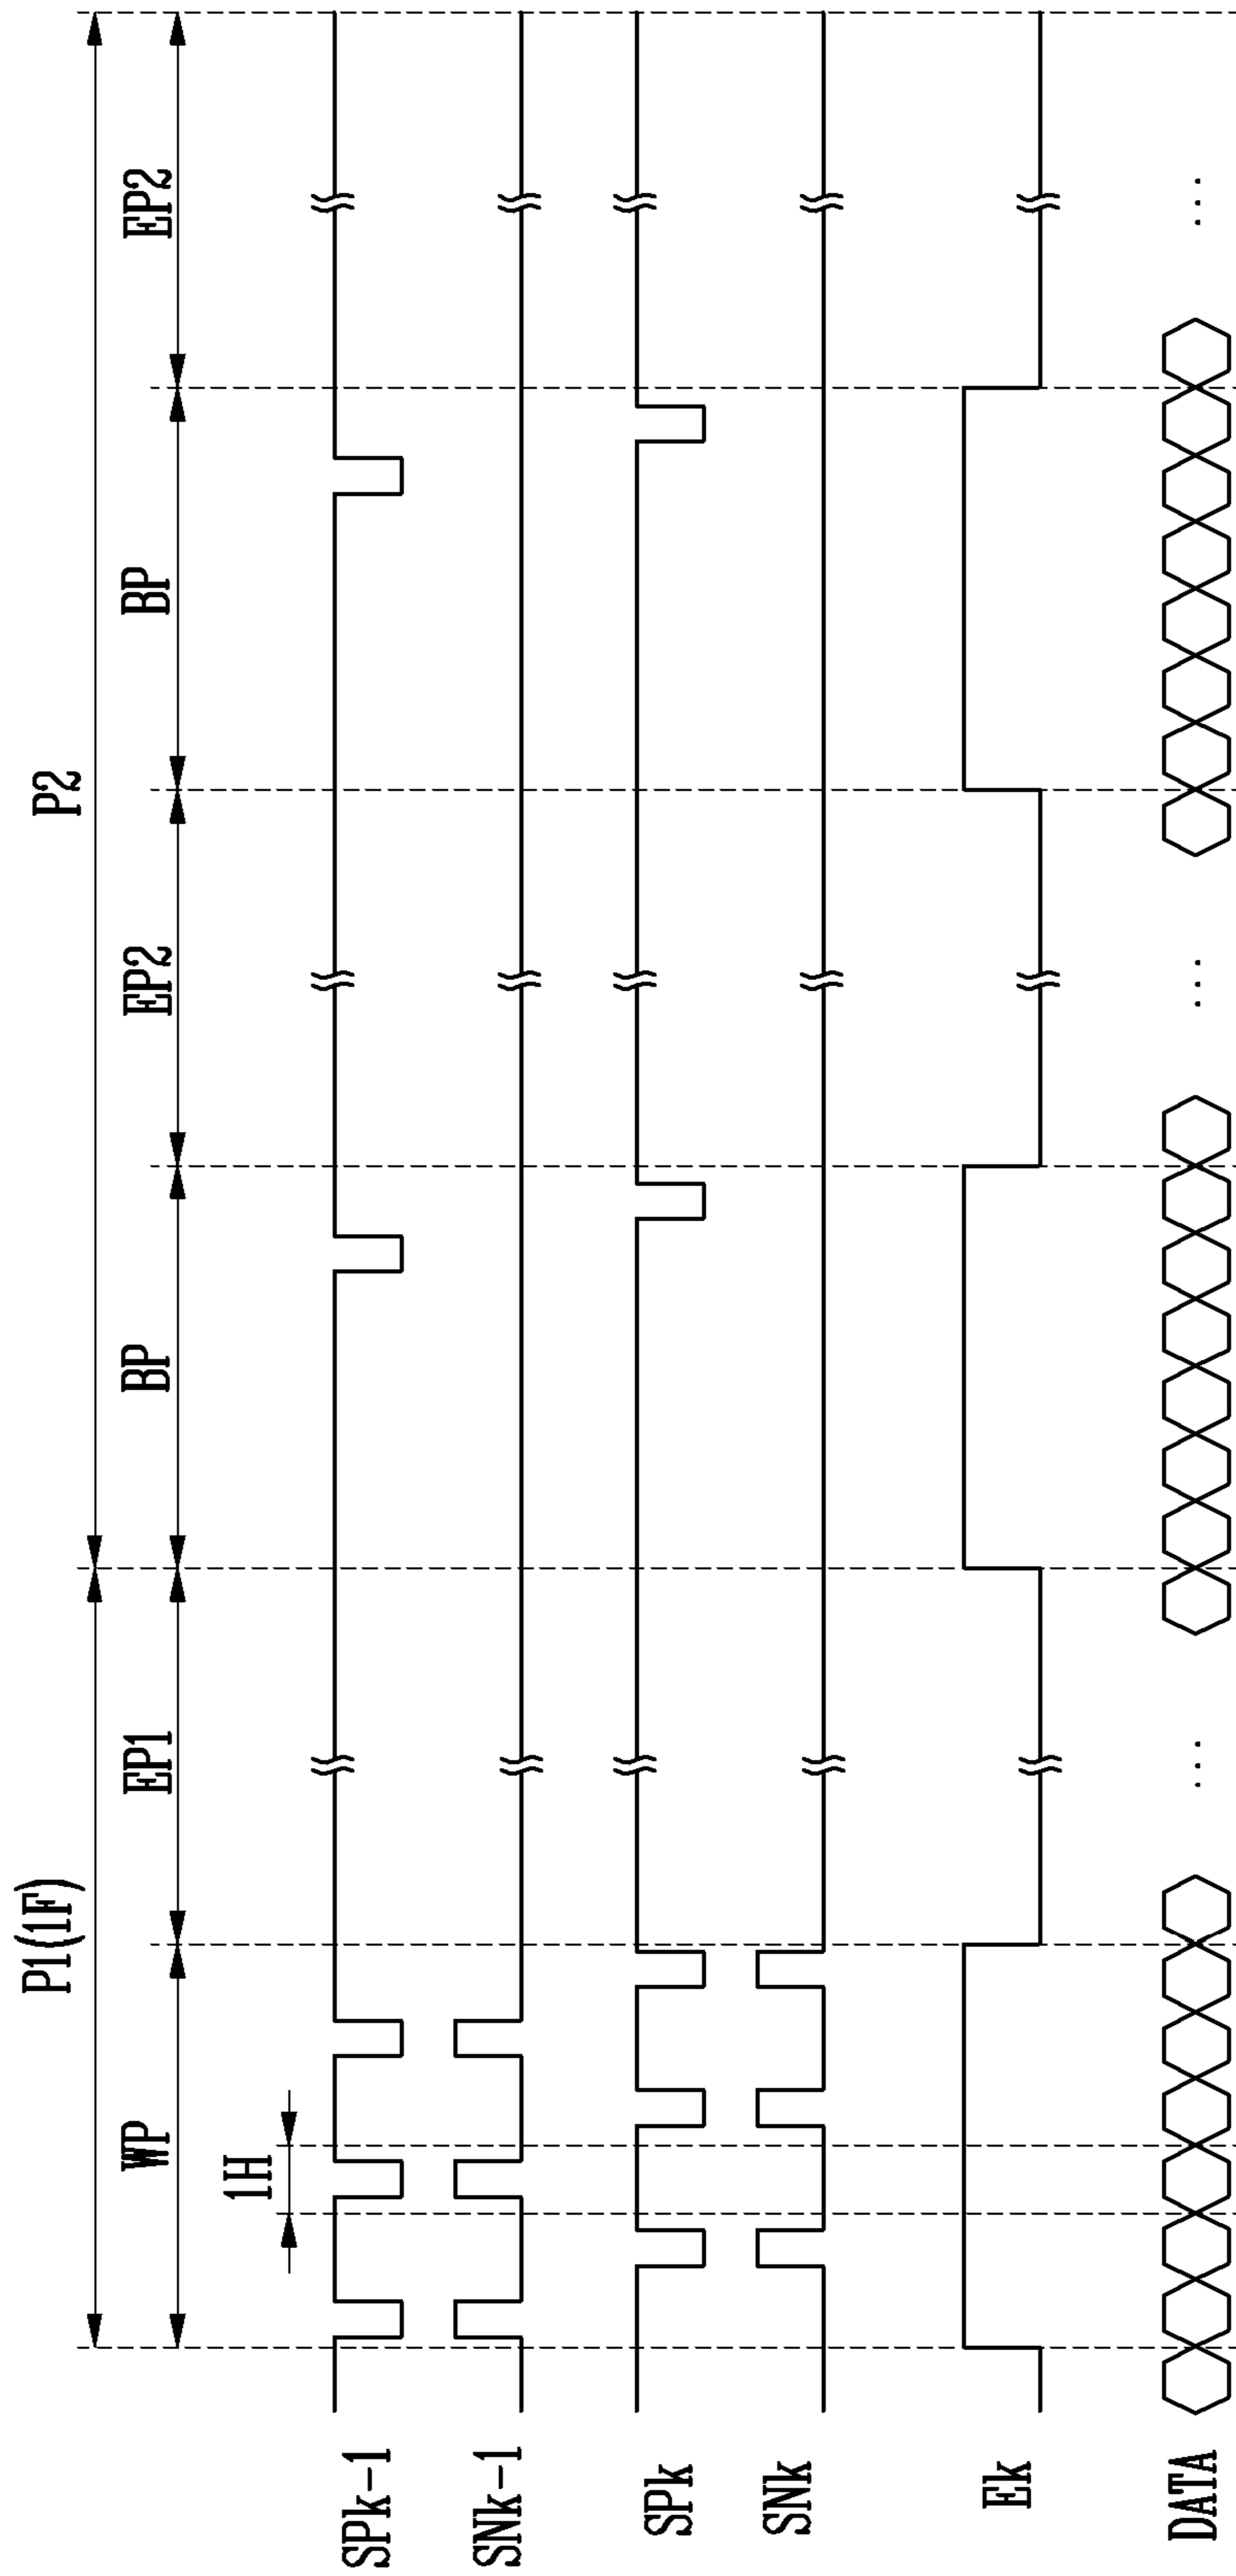 P1(1F) P2
WP EP1 BP EP2 BP EP2
1H
SPk-1
SNk-1
SPk
SNk
Ek
DATA ... ... ...